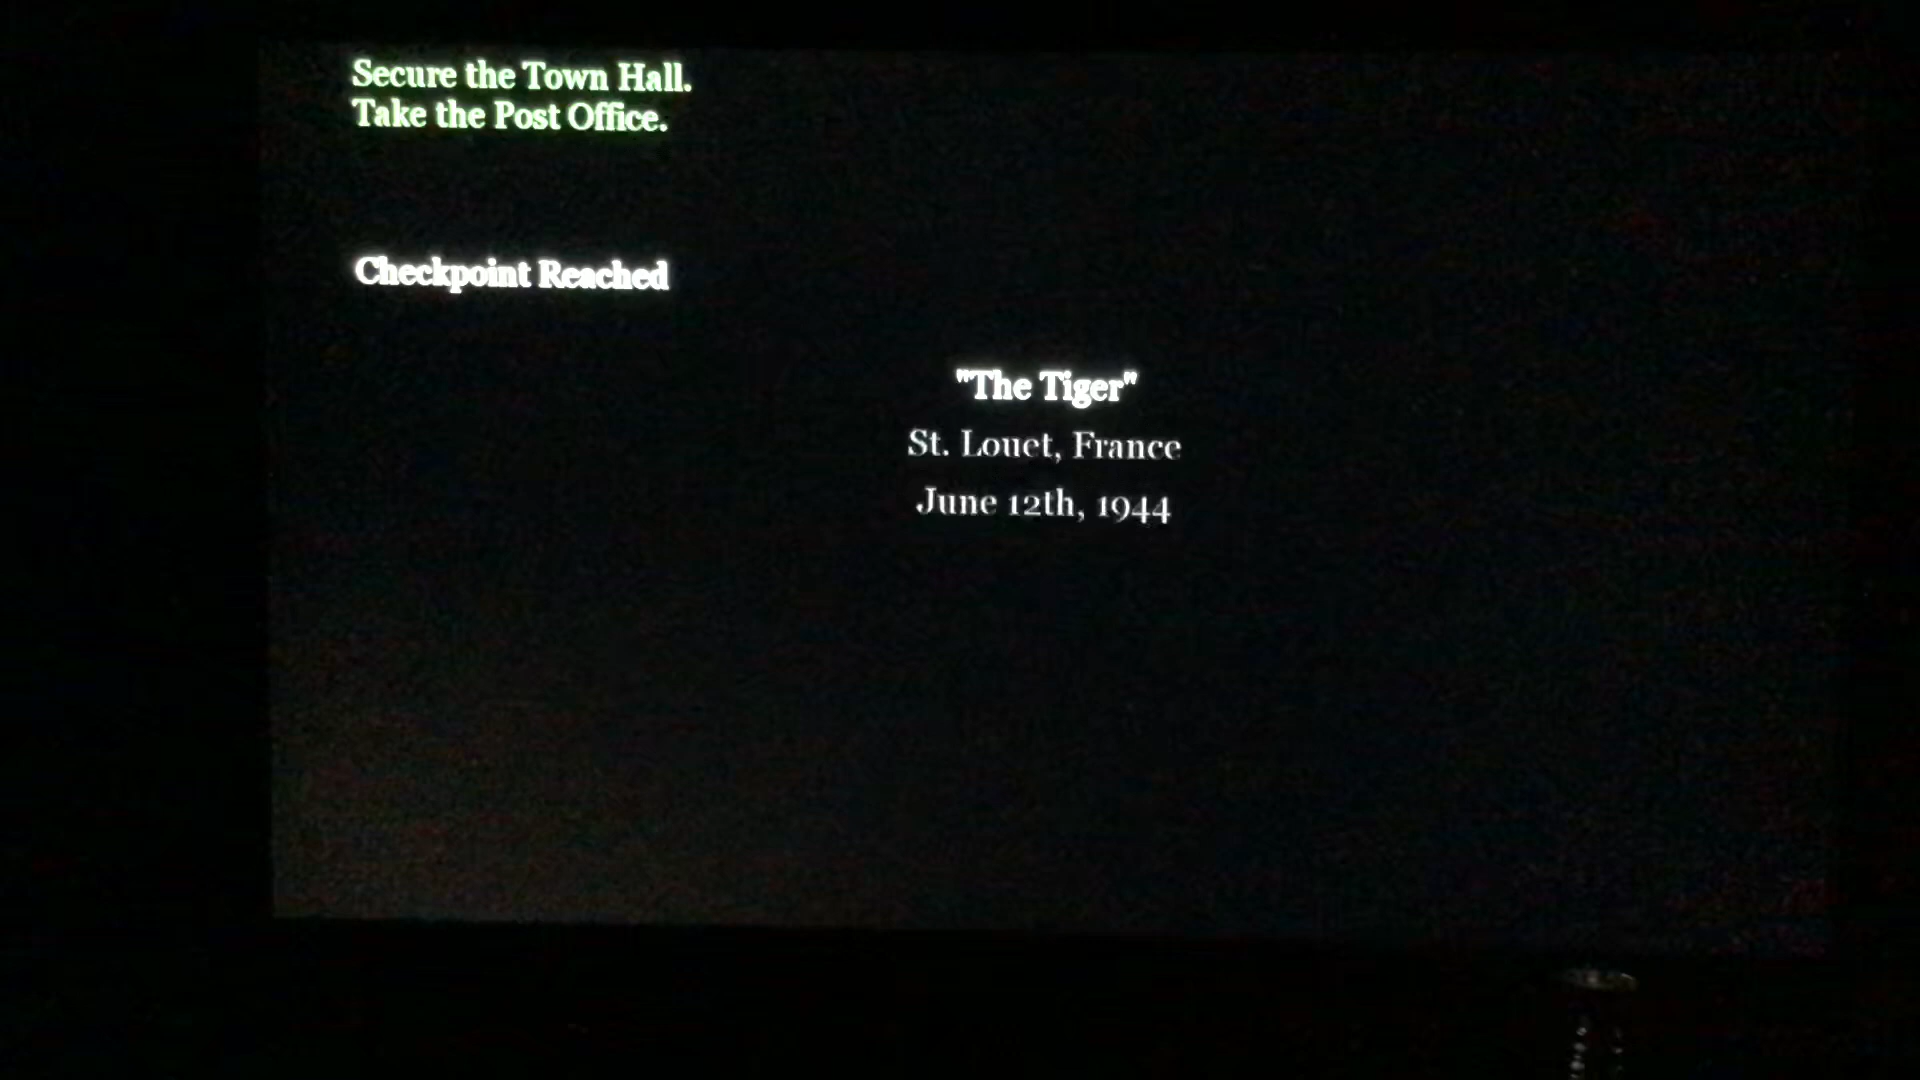 Secure the Town Hall.
Take the Post Office.
Checkpoint Reached
"The Tiger"
St. Louet, France
June 12th, 1944